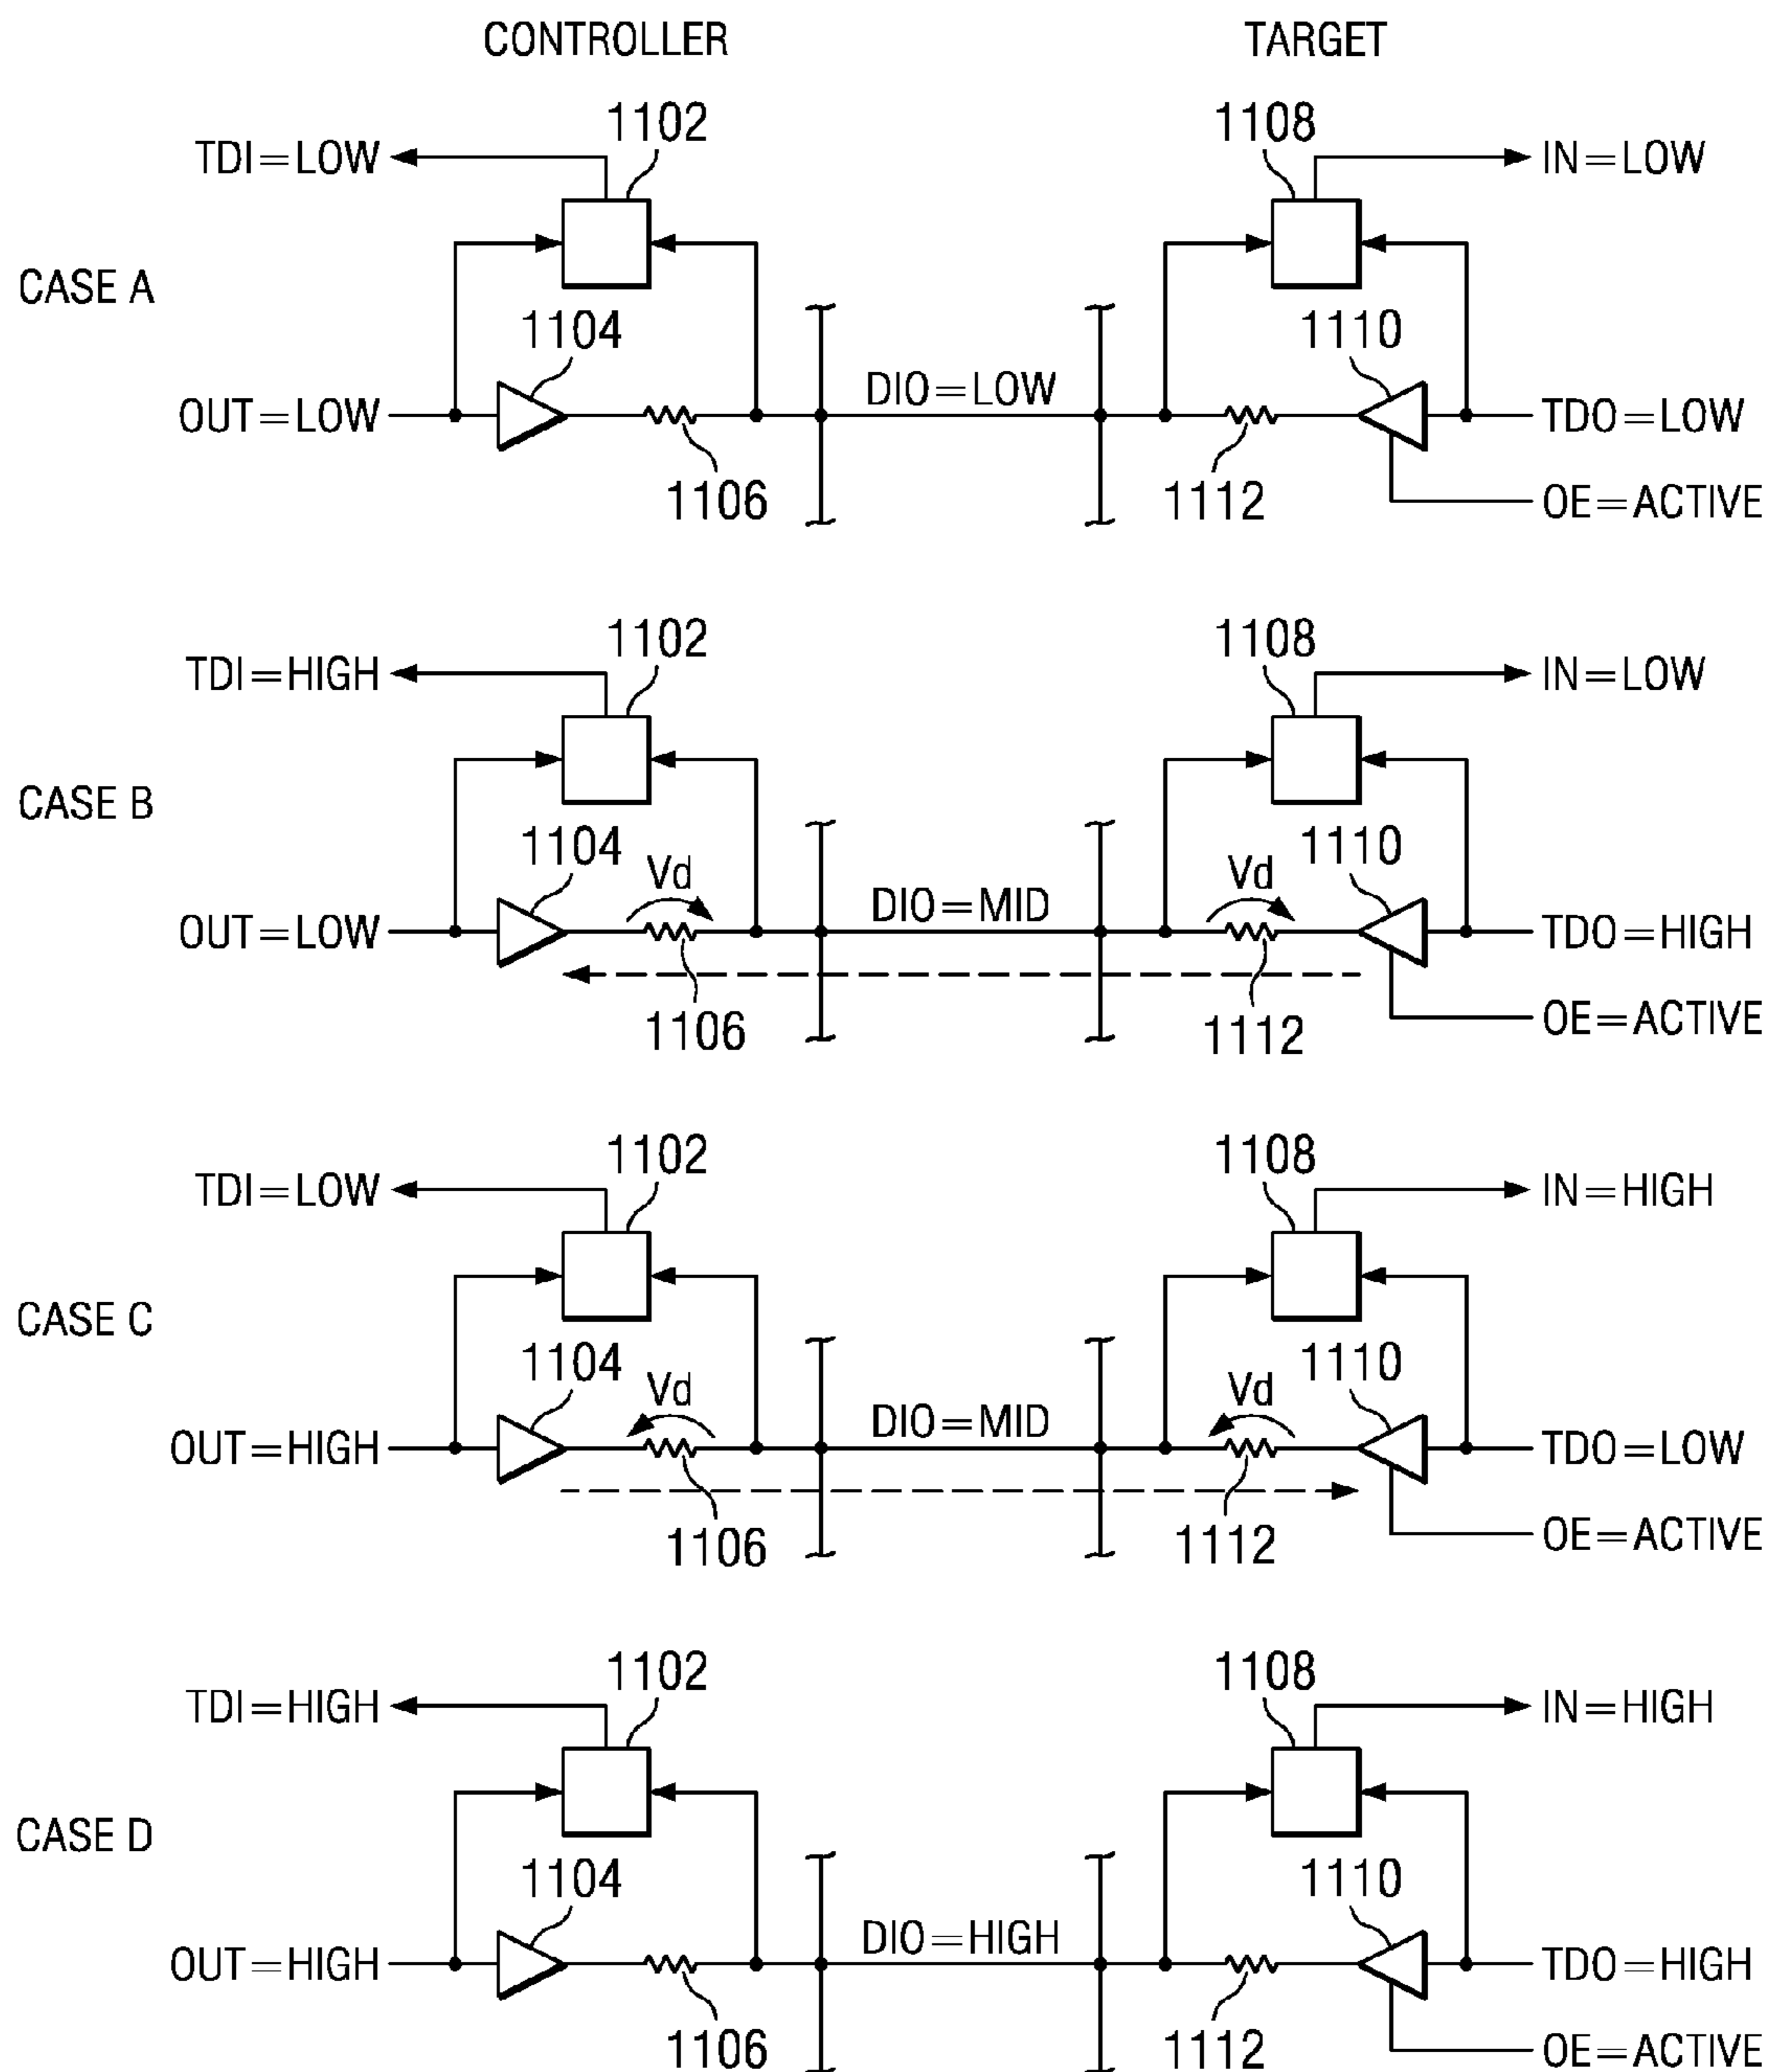 CONTROLLER TARGET
1102 1108
TDI=LOW IN=LOW
CASE A
1104 1110
DIO=LOW
OUT=LOW TDO=LOW
1106 1112 OE=ACTIVE
1102 1108
TDI=HIGH IN=LOW
CASE B
1104 Vd Vd 1110
DIO=MID
OUT=LOW TDO=HIGH
1106 1112 OE=ACTIVE
1102 1108
TDI=LOW IN=HIGH
CASE C
1104 Vd Vd 1110
DIO=MID
OUT=HIGH TDO=LOW
1106 1112 OE=ACTIVE
1102 1108
TDI=HIGH IN=HIGH
CASE D
1104 1110
DIO=HIGH
OUT=HIGH TDO=HIGH
1106 1112 OE=ACTIVE